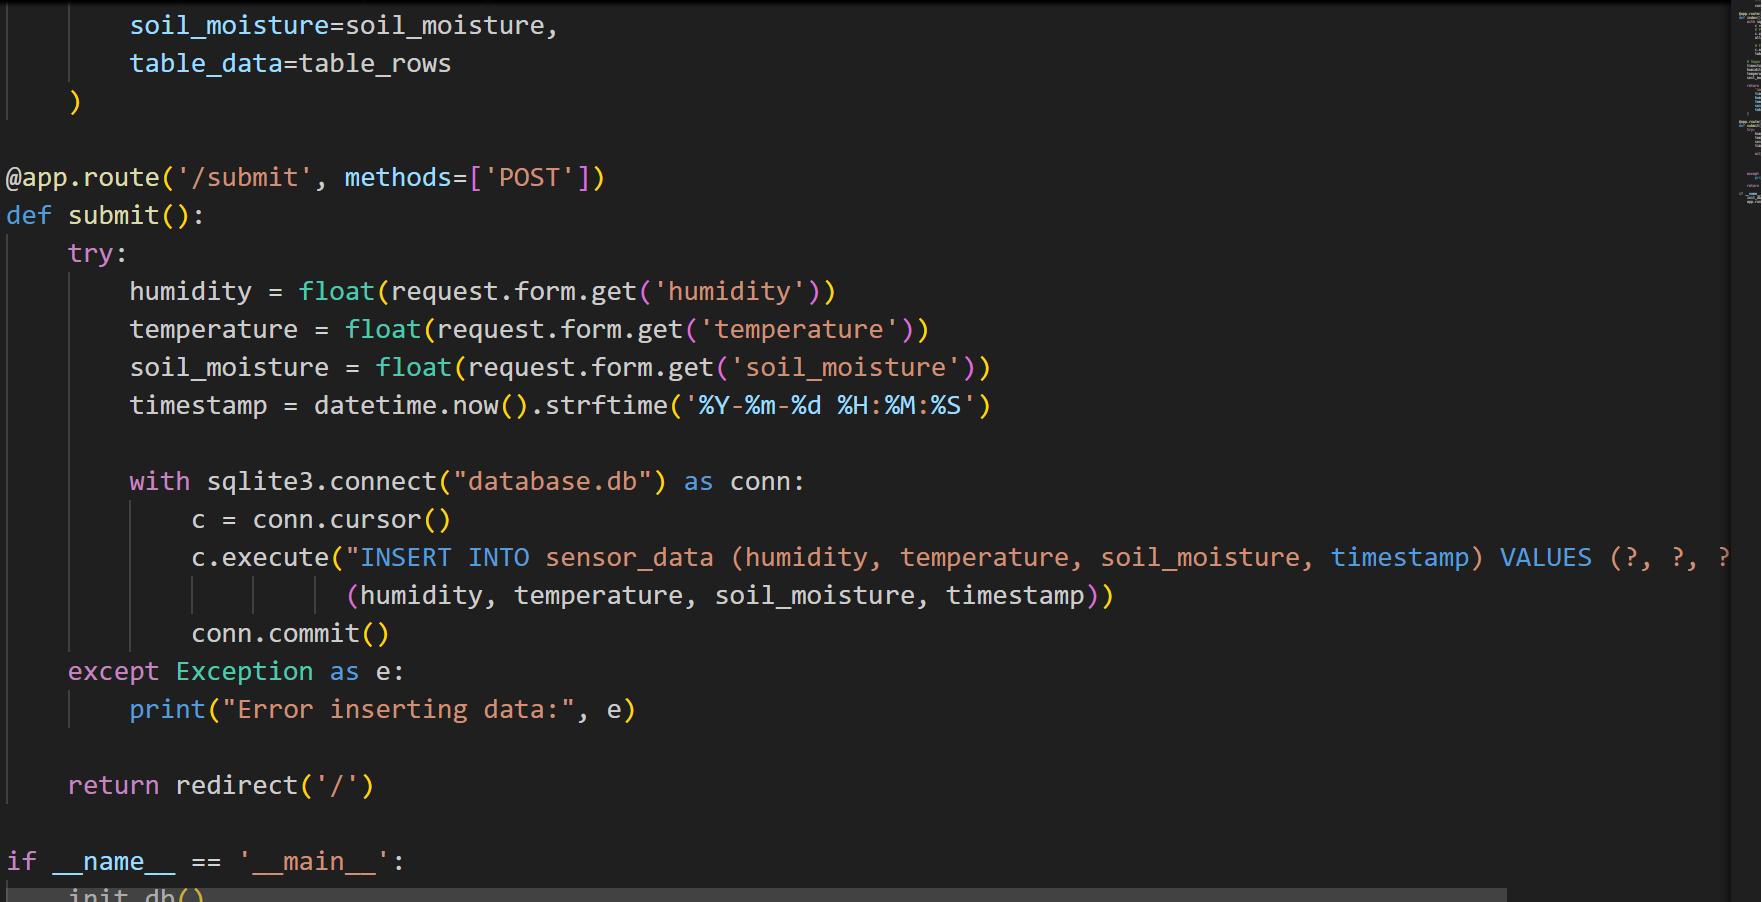 soil_moisture=soil_moisture,
table_data=table_rows
)
@app.route('/submit', methods=['POST'])
def submit():
try:
humidity = float(request.form.get('humidity'))
temperature = float(request.form.get('temperature'))
soil_moisture = float(request.form.get('soil_moisture'))
timestamp = datetime.now().strftime('%Y-%m-%d %H:%M:%S')
with sqlite3.connect("database.db") as conn:
c = conn.cursor()
c.execute("INSERT INTO sensor_data (humidity, temperature, soil_moisture, timestamp) VALUES (?, ?, ?
(humidity, temperature, soil_moisture, timestamp))
conn.commit()
except Exception as e:
print("Error inserting data:", e)
return redirect('/')
if __name__ == '__main__':
init_db()